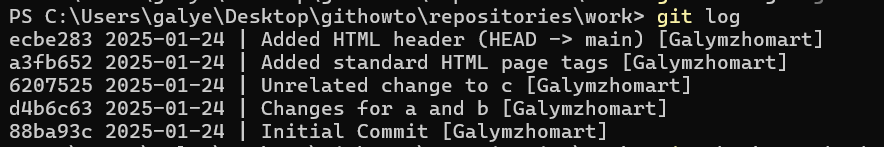 PS C:\Users\galye\Desktop\githowto\repositories\work> git log
ecbe283 2025-01-24 | Added HTML header (HEAD -> main) [Galymzhomart]
a3fb652 2025-01-24 | Added standard HTML page tags [Galymzhomart]
6207525 2025-01-24 | Unrelated change to c [Galymzhomart]
d4b6c63 2025-01-24 | Changes for a and b [Galymzhomart]
88ba93c 2025-01-24 | Initial Commit [Galymzhomart]